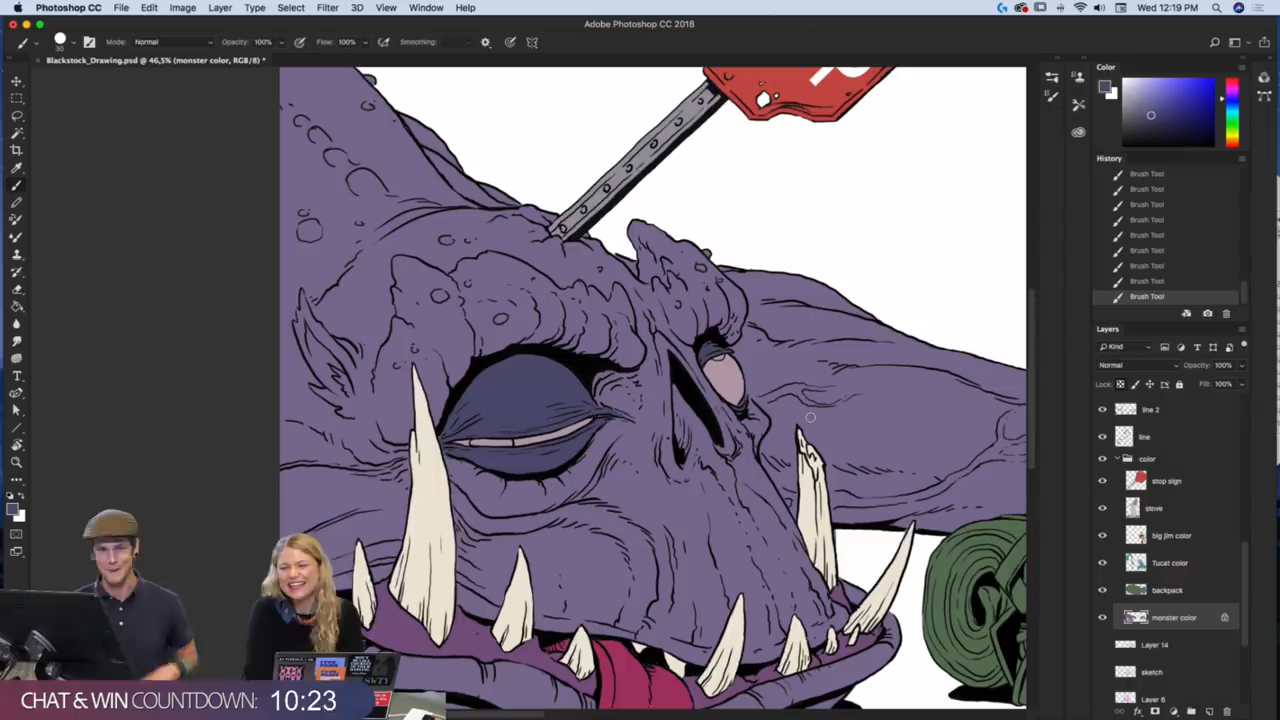 Photoshop CC File Edit Image Layer Type Select Filter 3D View Window Help Wed 12:19 PM
Adobe Photoshop CC 2018
30 Mode: Normal Opacity: 100% Flow: 100% Smoothing:
Blackstock_Drawing.psd @ 46,5% (monster color, RGB/8) *
Color
History
Brush Tool
Brush Tool
Brush Tool
Brush Tool
Brush Tool
Brush Tool
Brush Tool
Brush Tool
Brush Tool
Layers
Kind
Normal Opacity: 100%
Lock: Fill: 100%
line 2
line
color
stop sign
stove
big jim color
Tucat color
backpack
monster color
Layer 14
sketch
Layer 6
CHAT & WIN COUNTDOWN: 10:23